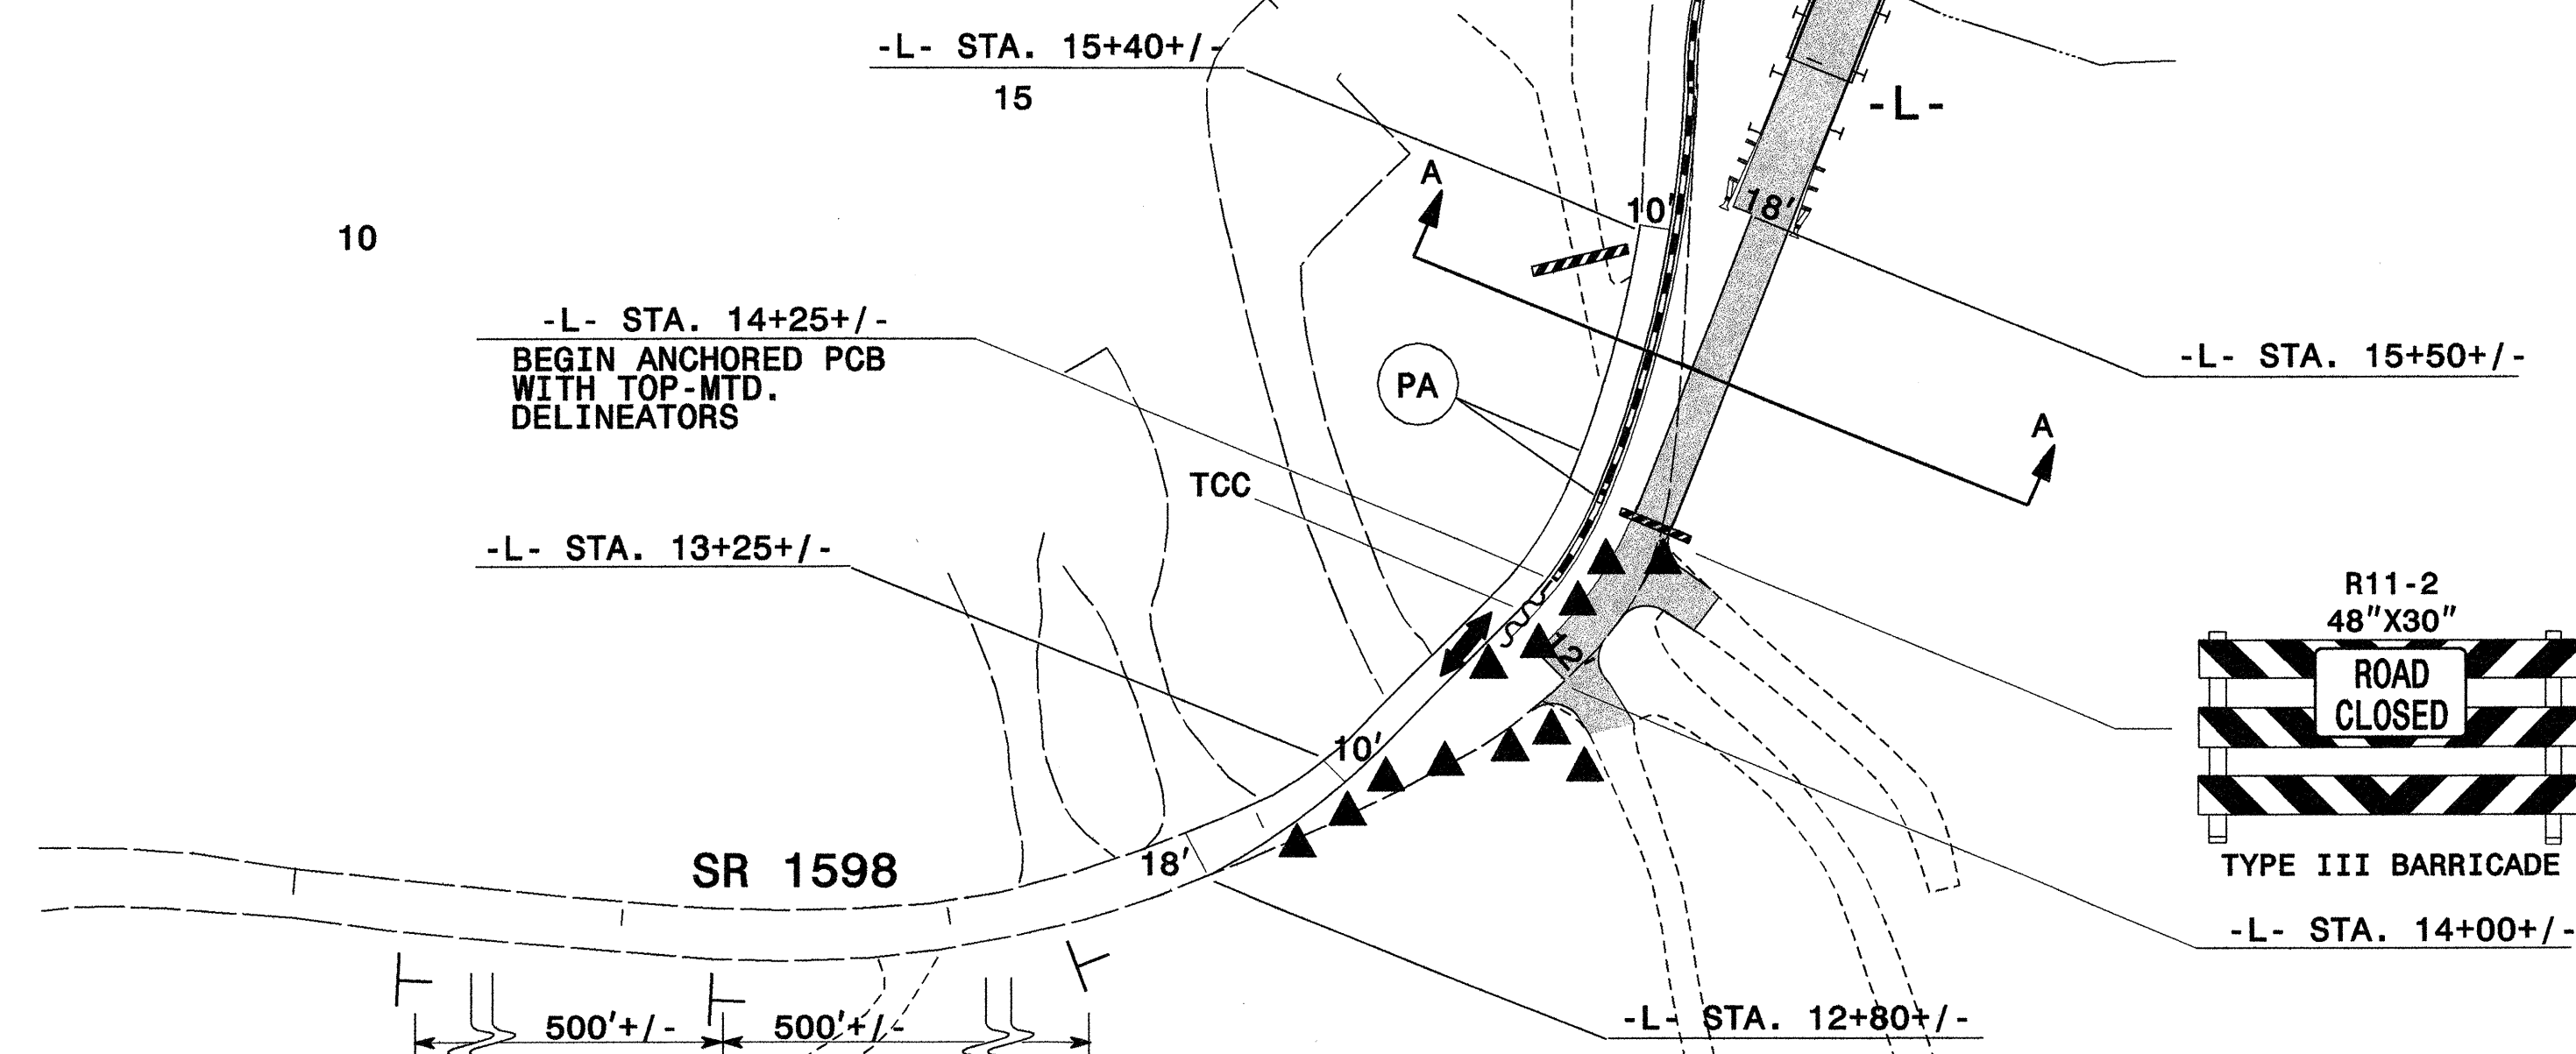 -L- STA. 15+40+/-
15
-L-
A
10'
18'
10
-L- STA. 14+25+/-
BEGIN ANCHORED PCB
WITH TOP-MTD.
DELINEATORS
-L- STA. 15+50+/-
PA
A
TCC
-L- STA. 13+25+/-
R11-2
48"X30"
ROAD
CLOSED
12'
10'
18'
SR 1598
TYPE III BARRICADE
-L- STA. 14+00+/-
-L- STA. 12+80+/-
500'+/-
500'+/-